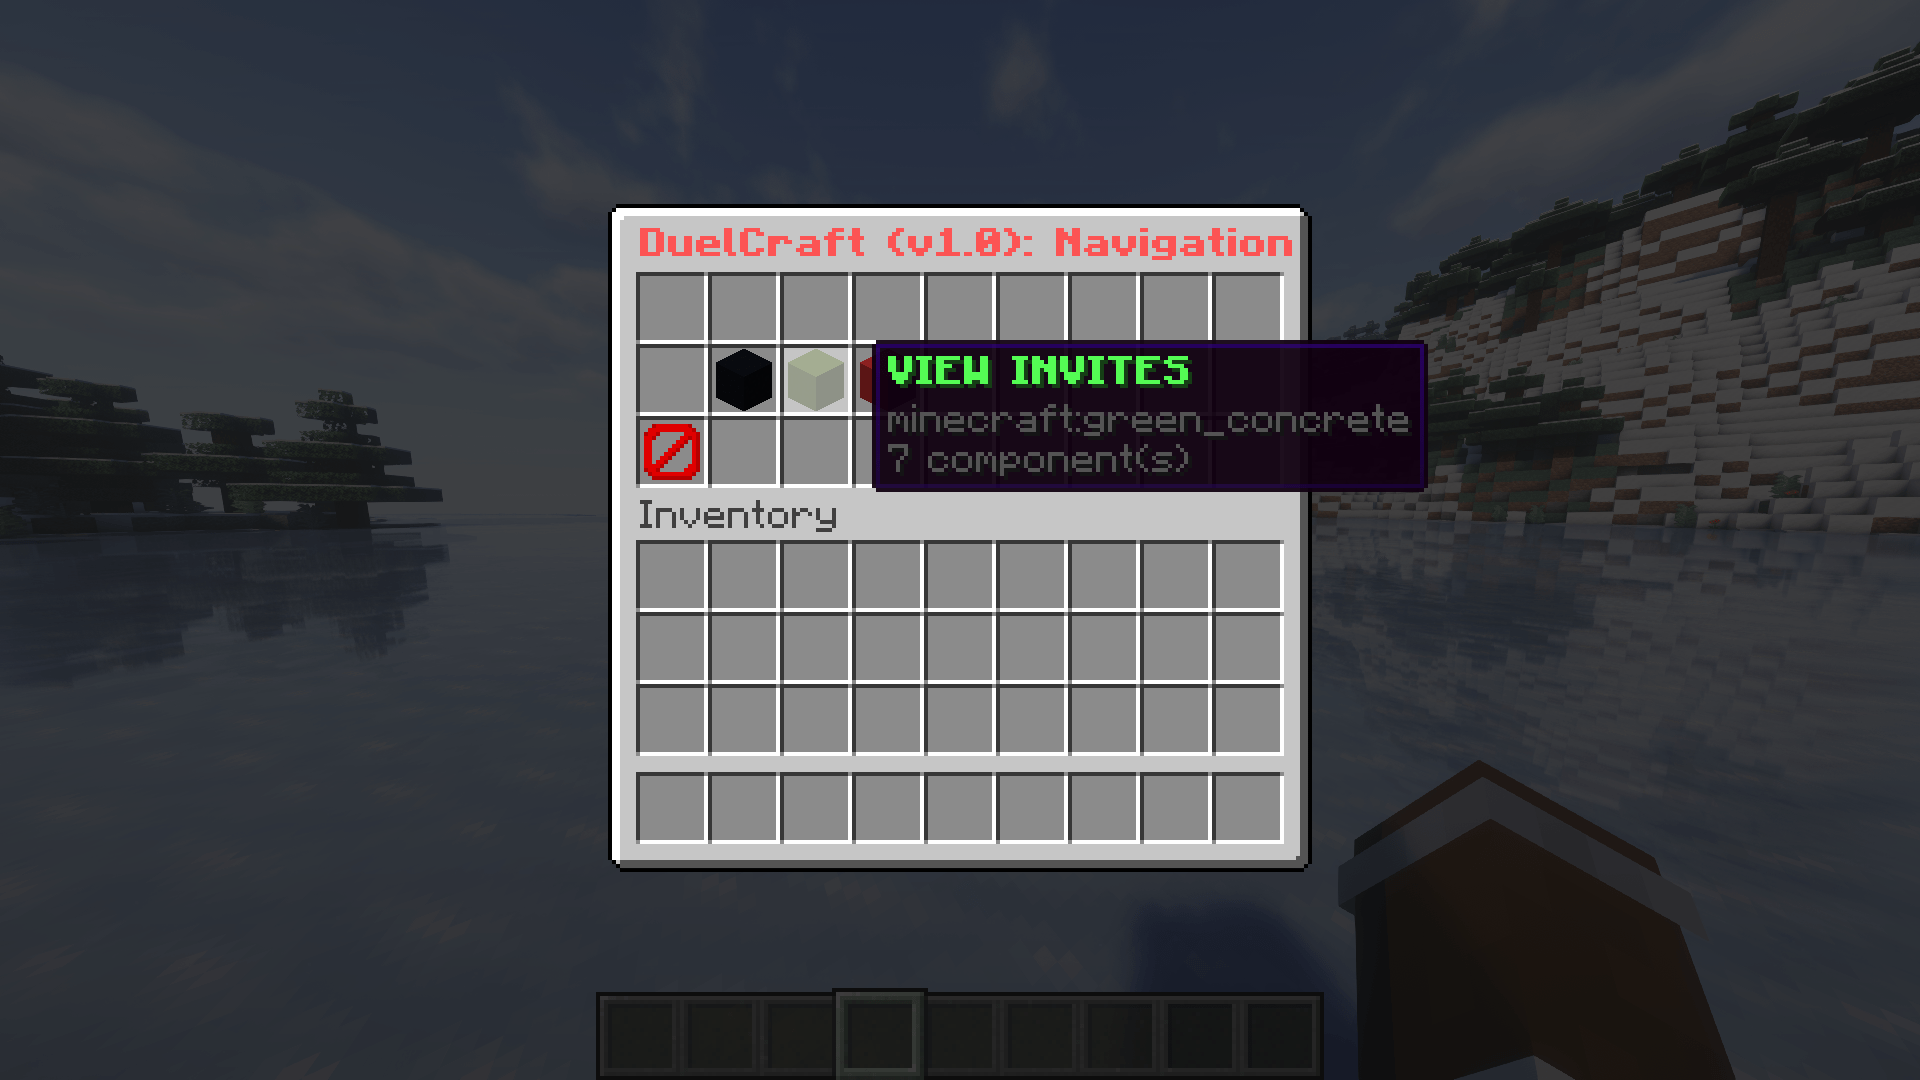 DuelCraft (v1.0): Navigation
VIEW INVITES
minecraft:green_concrete
7 component(s)
Inventory